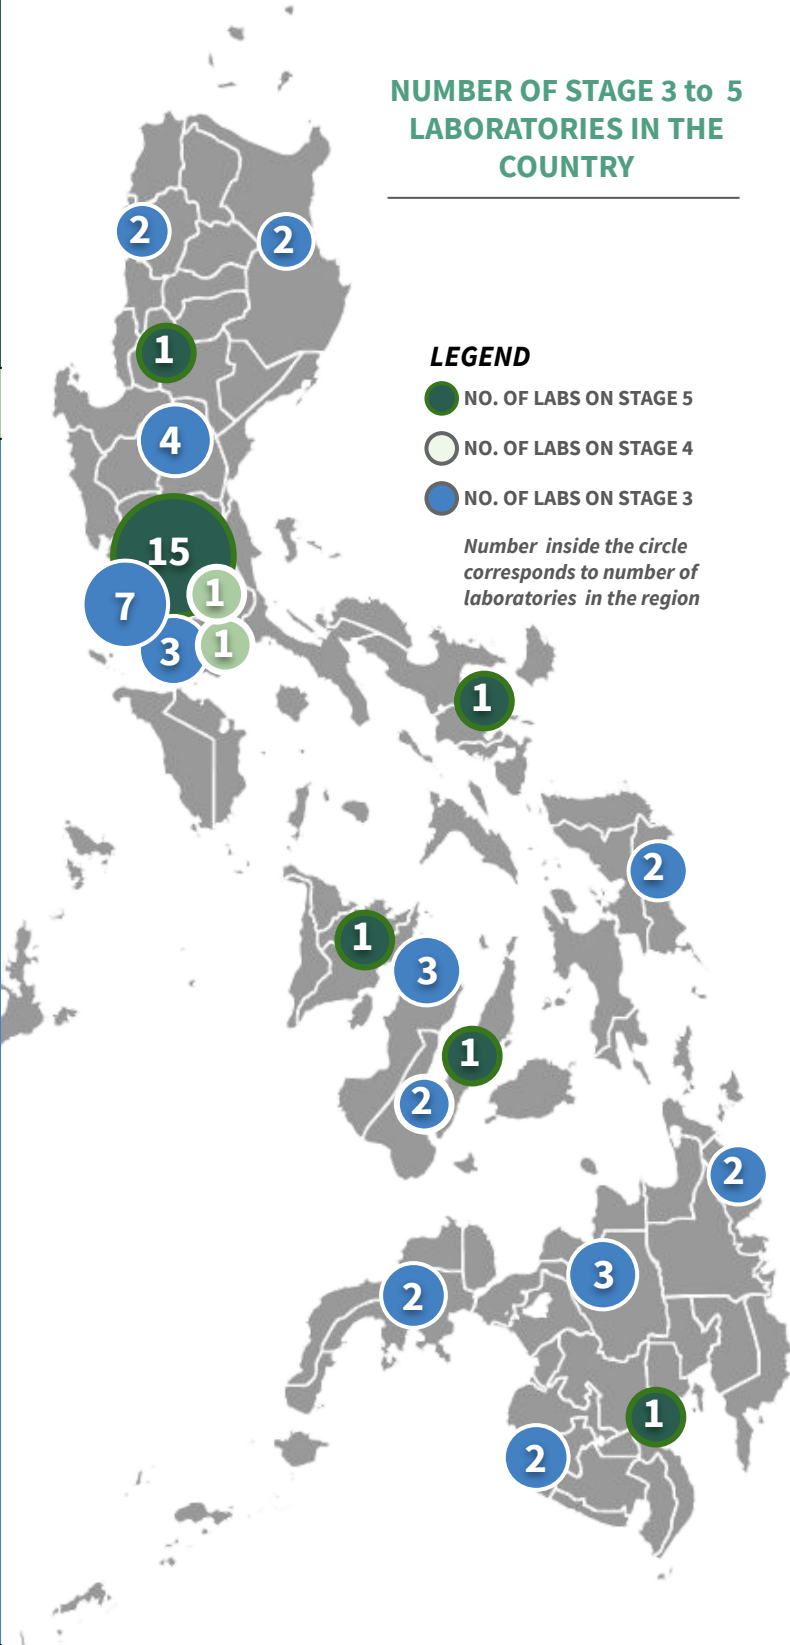 NUMBER OF STAGE 3 to 5
LABORATORIES IN THE
COUNTRY
2
2
1
LEGEND
NO. OF LABS ON STAGE 5
4
NO. OF LABS ON STAGE 4
NO. OF LABS ON STAGE 3
15
Number inside the circle
corresponds to number of
laboratories in the region
1
7
1
3
1
2
1
3
1
2
2
3
2
1
2